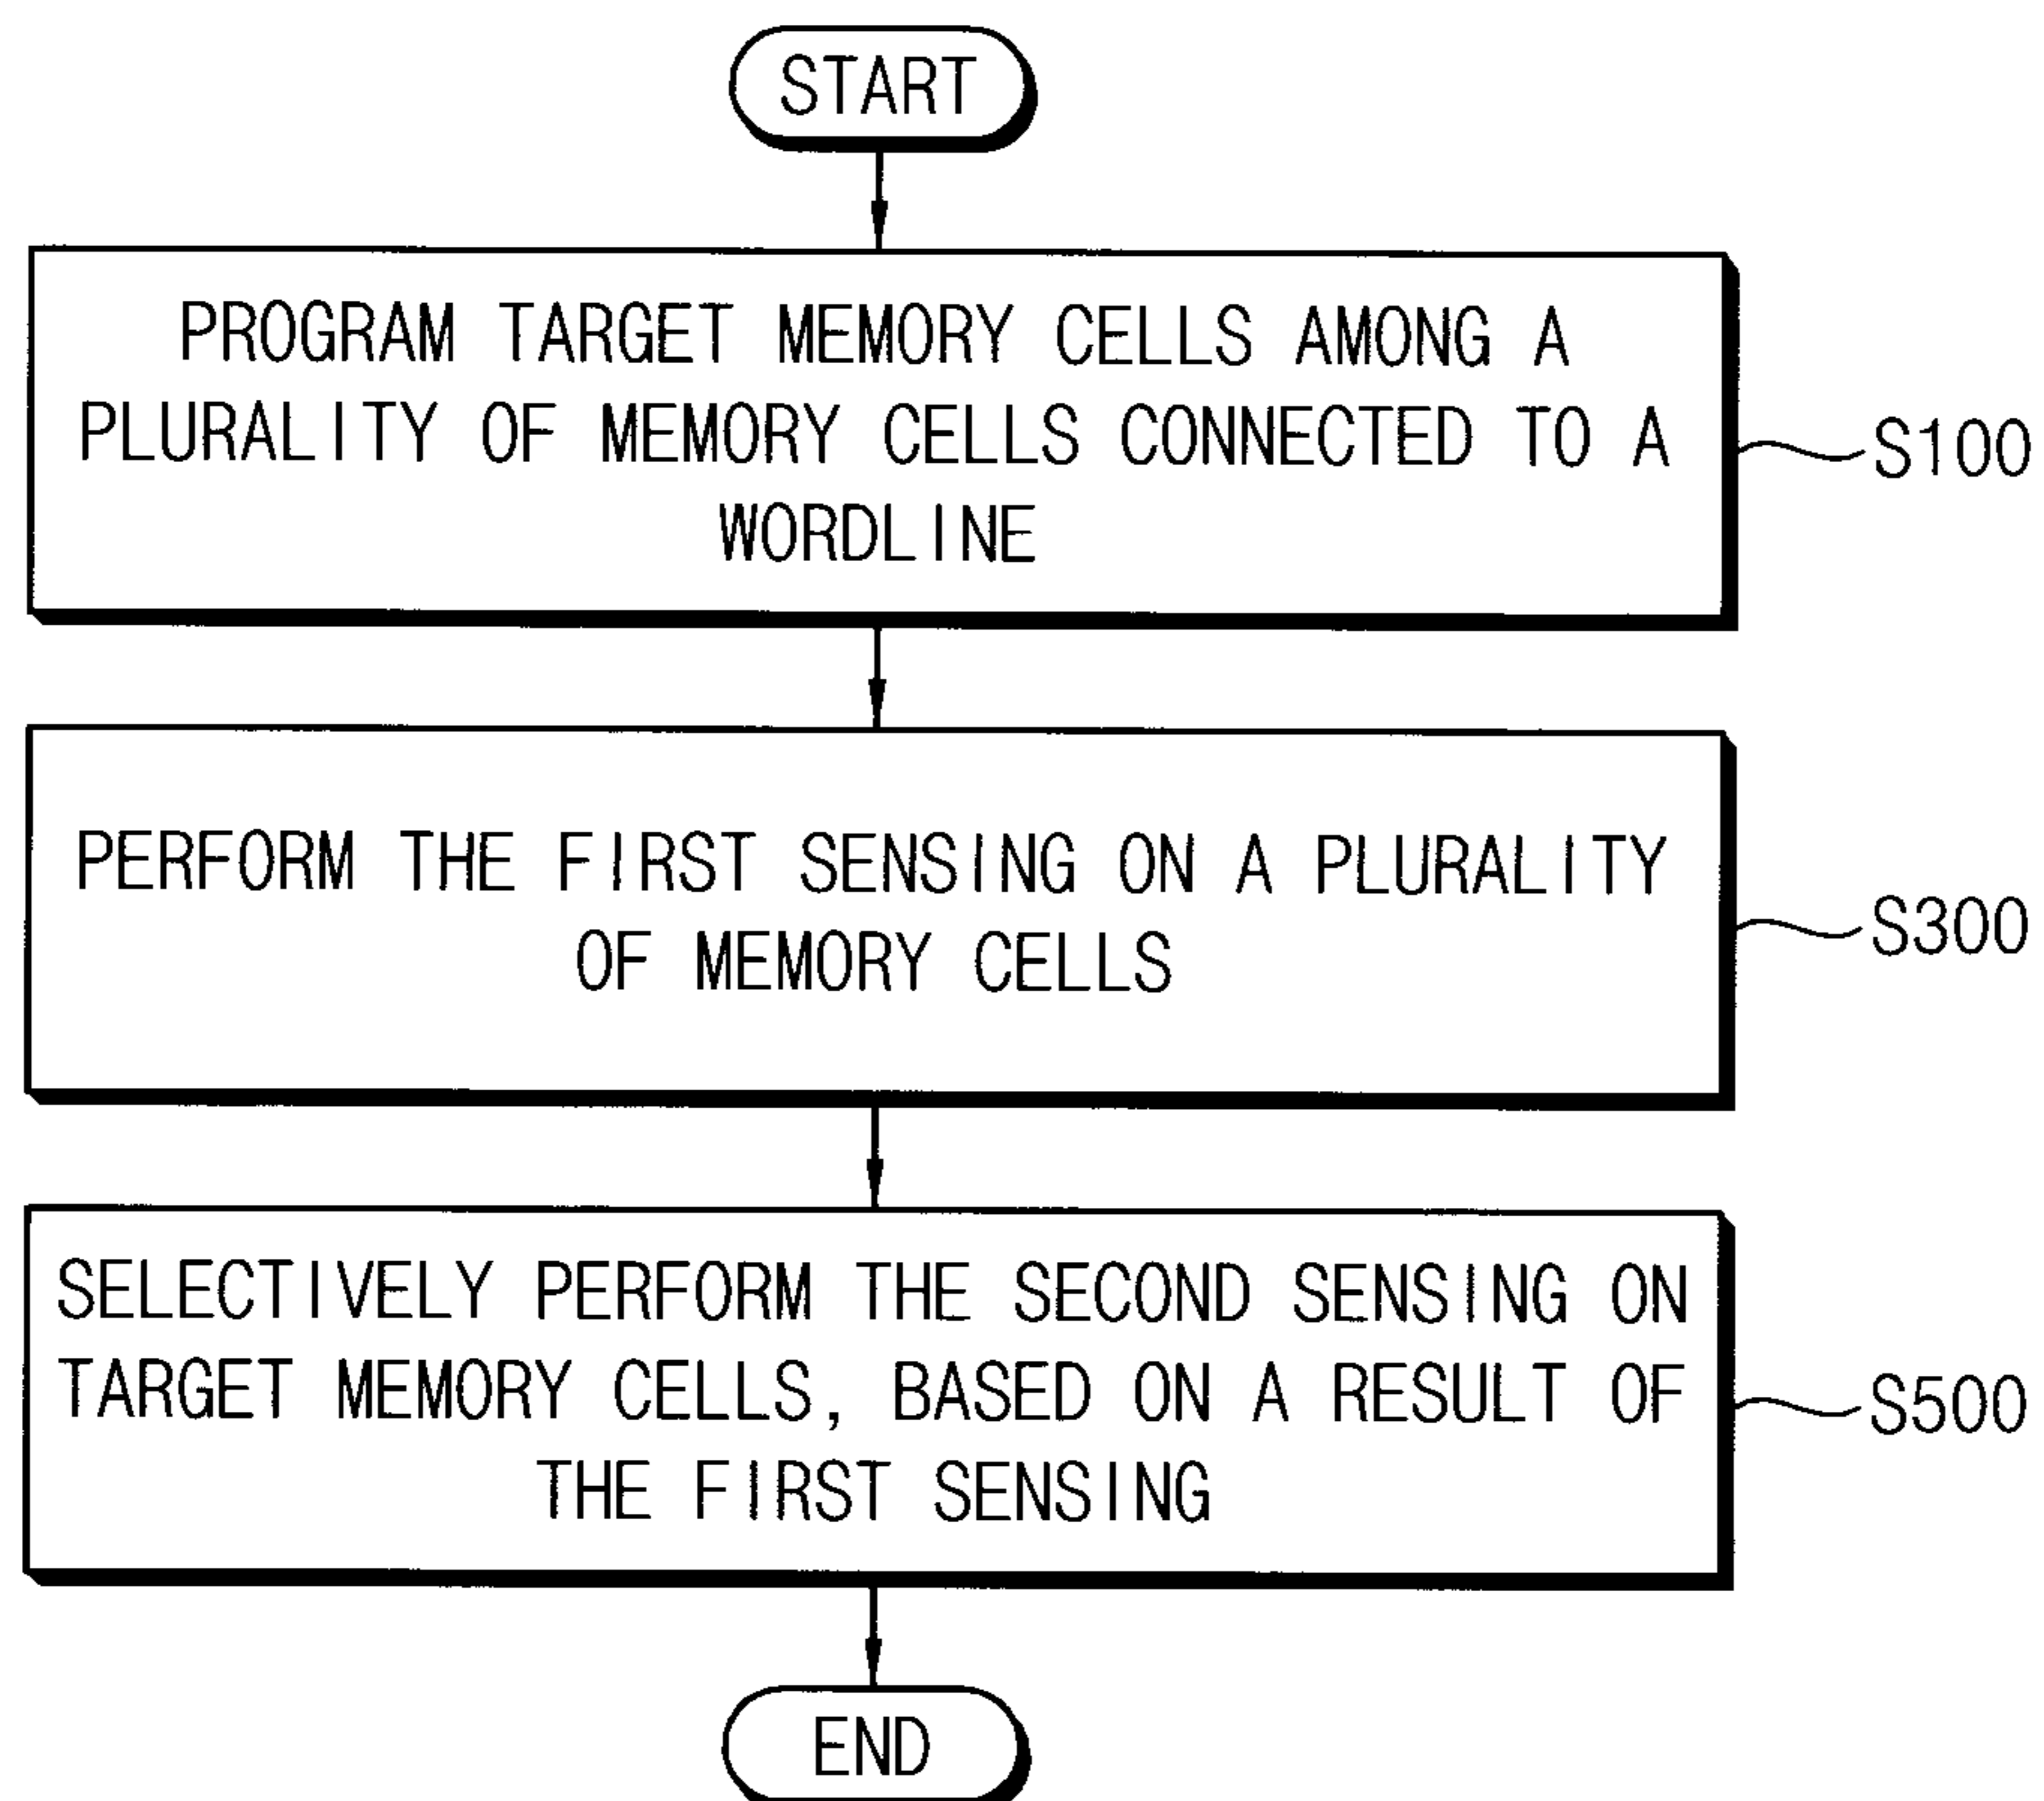 START
PROGRAM TARGET MEMORY CELLS AMONG A
PLURALITY OF MEMORY CELLS CONNECTED TO A
WORDLINE
S100
PERFORM THE FIRST SENSING ON A PLURALITY
OF MEMORY CELLS
S300
SELECTIVELY PERFORM THE SECOND SENSING ON
TARGET MEMORY CELLS, BASED ON A RESULT OF
THE FIRST SENSING
S500
END